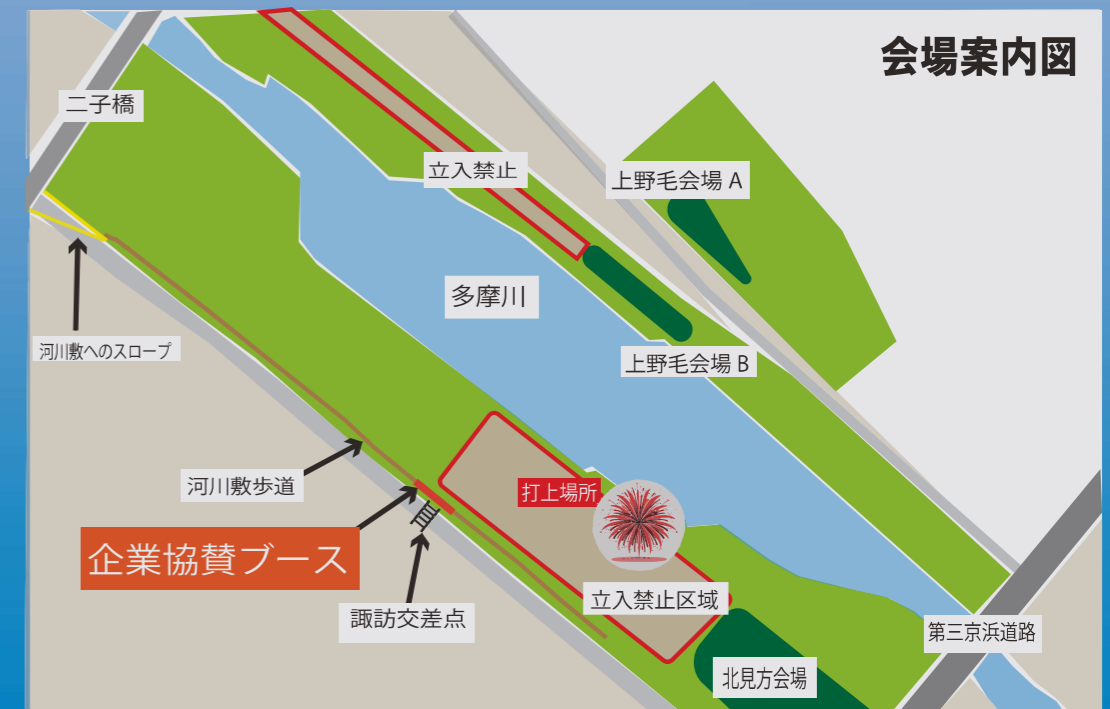 会場案内図
二子橋
立入禁止
上野毛会場 A
多摩川
河川敷へのスロープ
上野毛会場 B
河川敷歩道
打上場所
企業協賛ブース
立入禁止区域
諏訪交差点
第三京浜道路
北見方会場